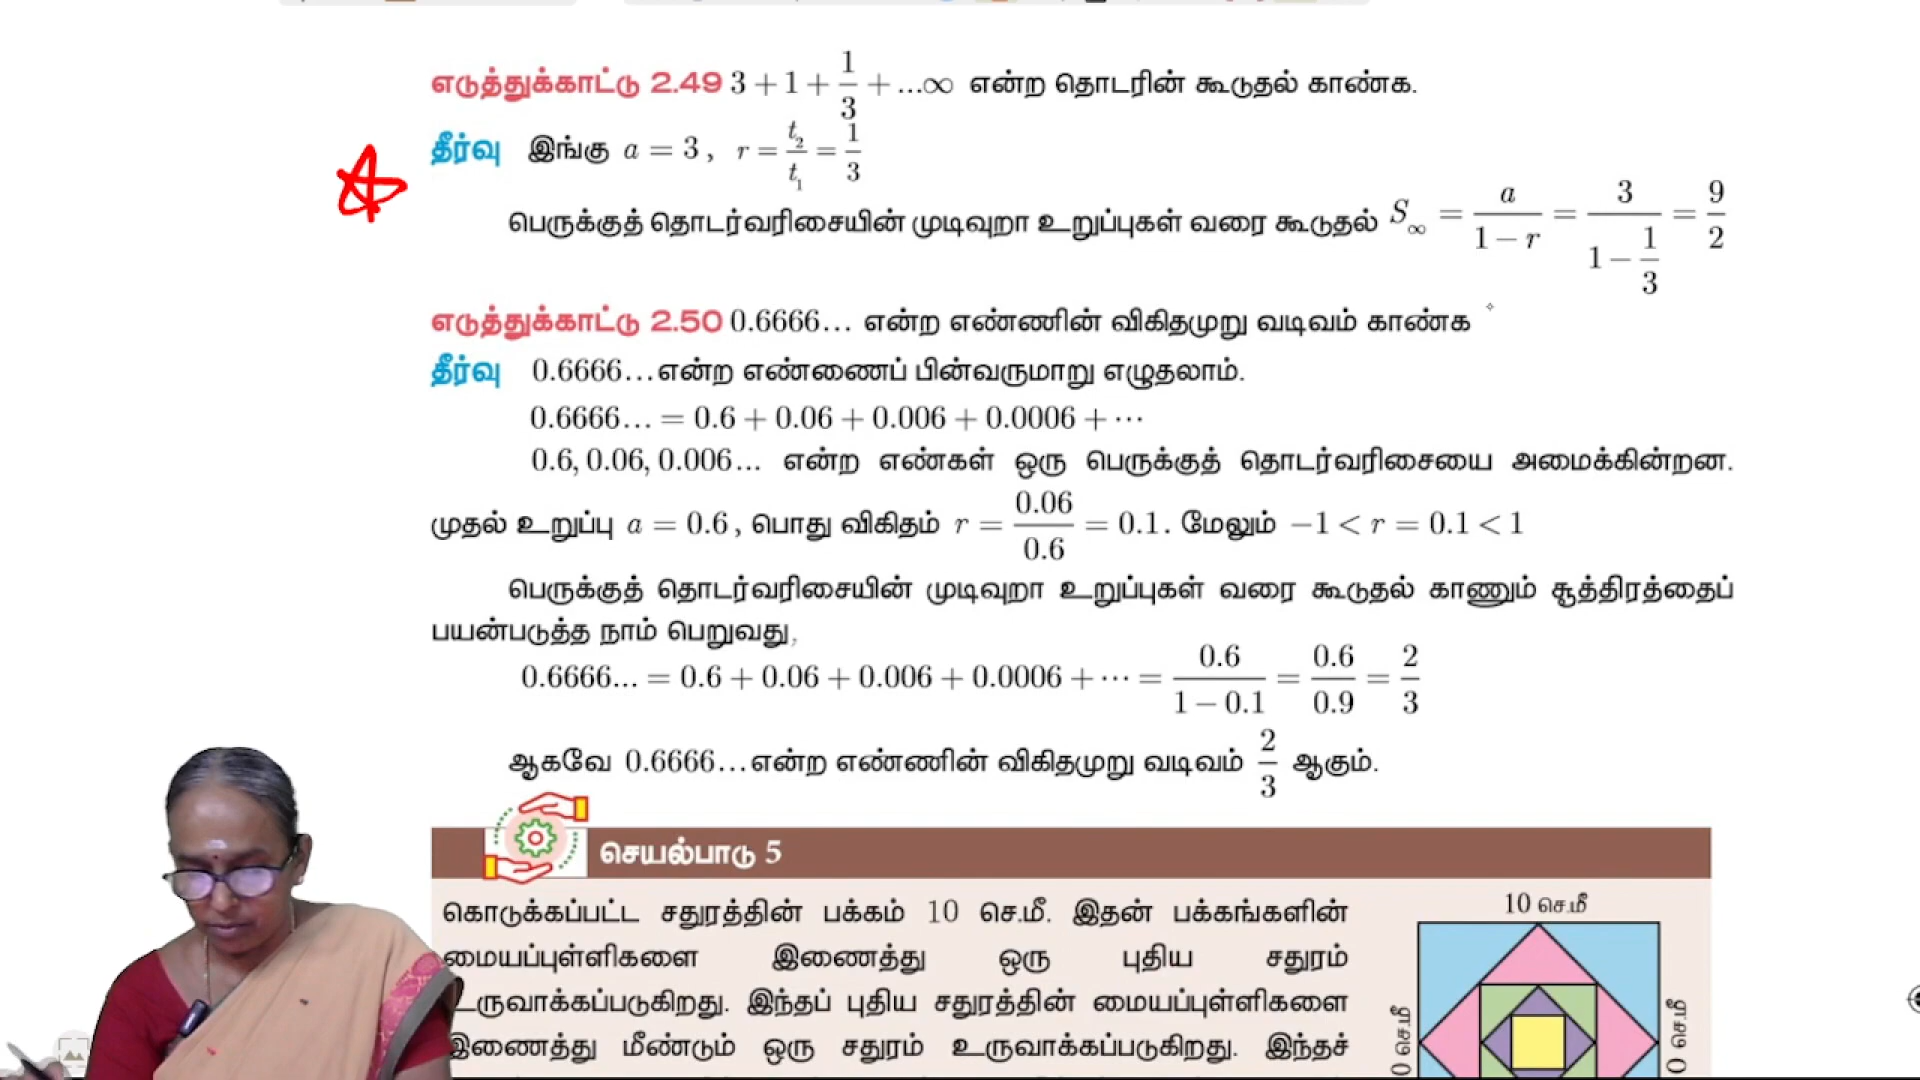 எடுத்துக்காட்டு 2.49 3 + 1 + 1/3 + ...∞ என்ற தொடரின் கூடுதல் காண்க.
தீர்வு இங்கு a = 3, r = t₂/t₁ = 1/3
பெருக்குத் தொடர்வரிசையின் முடிவுறா உறுப்புகள் வரை கூடுதல் S∞ = a/(1 − r) = 3/(1 − 1/3) = 9/2
எடுத்துக்காட்டு 2.50 0.6666... என்ற எண்ணின் விகிதமுறு வடிவம் காண்க
தீர்வு 0.6666...என்ற எண்ணைப் பின்வருமாறு எழுதலாம்.
0.6666... = 0.6 + 0.06 + 0.006 + 0.0006 + ···
0.6, 0.06, 0.006... என்ற எண்கள் ஒரு பெருக்குத் தொடர்வரிசையை அமைக்கின்றன.
முதல் உறுப்பு a = 0.6, பொது விகிதம் r = 0.06/0.6 = 0.1. மேலும் −1 < r = 0.1 < 1
பெருக்குத் தொடர்வரிசையின் முடிவுறா உறுப்புகள் வரை கூடுதல் காணும் சூத்திரத்தைப்
பயன்படுத்த நாம் பெறுவது,
0.6666... = 0.6 + 0.06 + 0.006 + 0.0006 + ··· = 0.6/(1 − 0.1) = 0.6/0.9 = 2/3
ஆகவே 0.6666...என்ற எண்ணின் விகிதமுறு வடிவம் 2/3 ஆகும்.
செயல்பாடு 5
கொடுக்கப்பட்ட சதுரத்தின் பக்கம் 10 செ.மீ. இதன் பக்கங்களின்
மையப்புள்ளிகளை இணைத்து ஒரு புதிய சதுரம்
உருவாக்கப்படுகிறது. இந்தப் புதிய சதுரத்தின் மையப்புள்ளிகளை
இணைத்து மீண்டும் ஒரு சதுரம் உருவாக்கப்படுகிறது. இந்தச்
10 செ.மீ
0 செ.மீ
0 செ.மீ